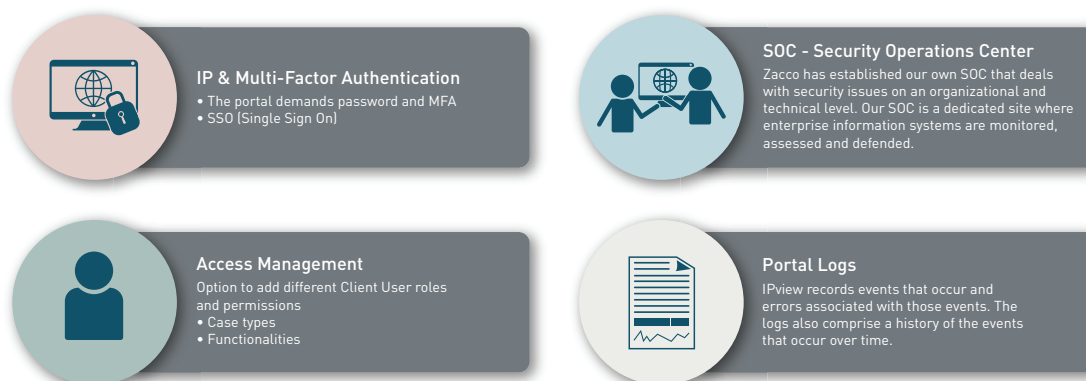 IP & Multi-Factor Authentication
• The portal demands password and MFA
• SSO (Single Sign On)
SOC - Security Operations Center
Zacco has established our own SOC that deals
with security issues on an organizational and
technical level. Our SOC is a dedicated site where
enterprise information systems are monitored,
assessed and defended.
Access Management
Option to add different Client User roles
and permissions
• Case types
• Functionalities
Portal Logs
IPview records events that occur and
errors associated with those events. The
logs also comprise a history of the events
that occur over time.